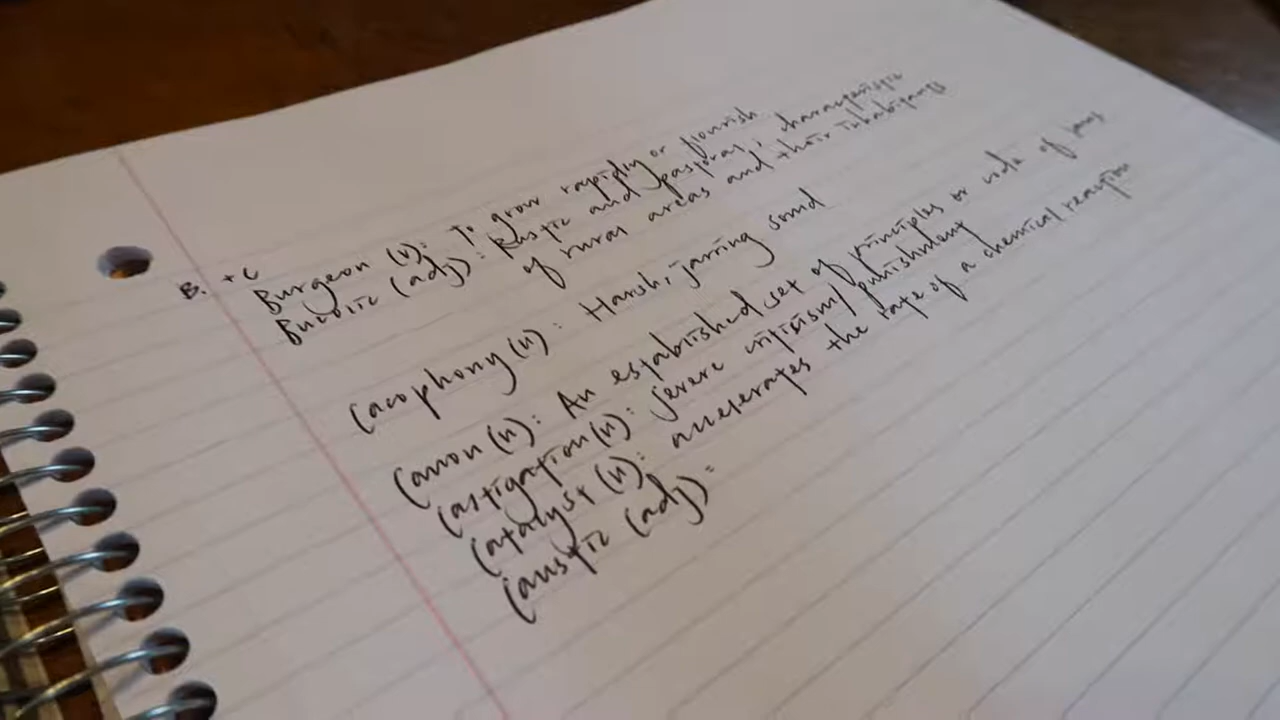 B. + C
Burgeon (v): To grow rapidly or flourish
Bucolic (adj): Rustic and pastoral; characteristic
of rural areas and their inhabitants
Cacophony (n): Harsh, jarring sound
Canon (n): An established set of principles or code of laws
Castigation (n): Severe criticism/punishment
Catalyst (n): accelerates the rate of a chemical reaction
Caustic (adj):